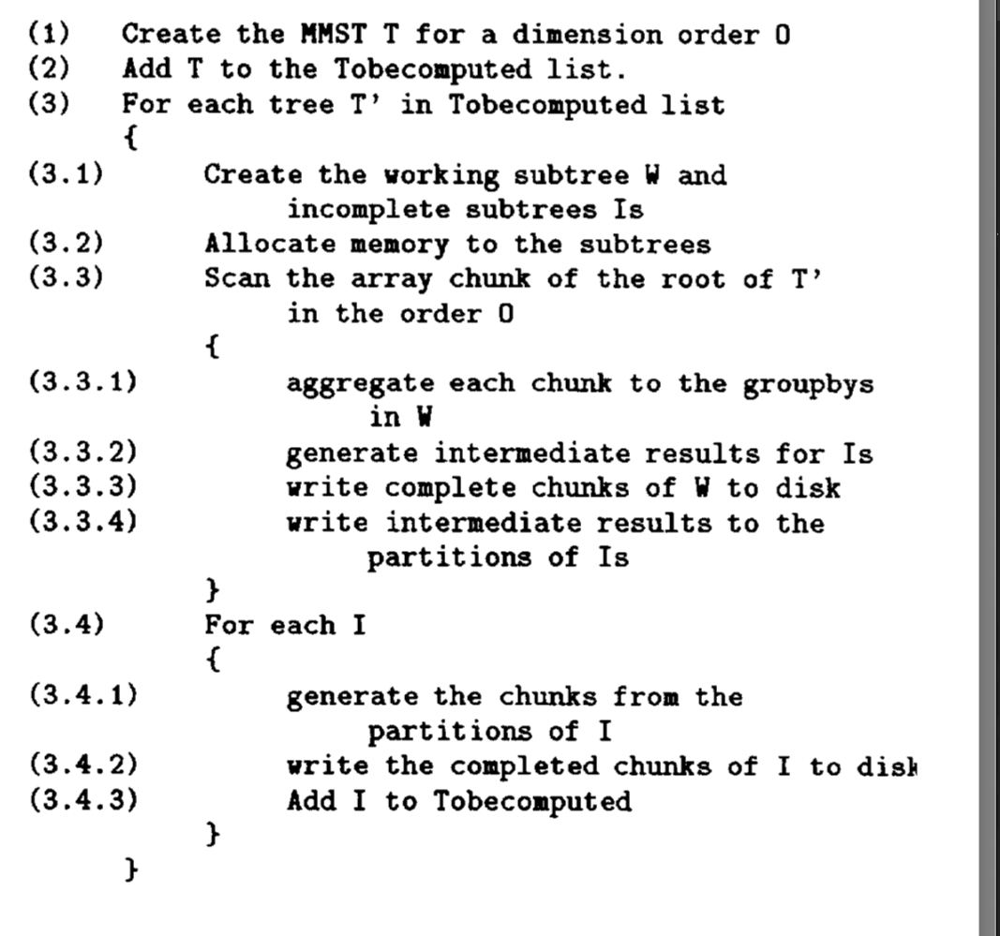 (1) Create the MMST T for a dimension order O
(2) Add T to the Tobecomputed list.
(3) For each tree T' in Tobecomputed list
{
(3.1) Create the working subtree W and
incomplete subtrees Is
(3.2) Allocate memory to the subtrees
(3.3) Scan the array chunk of the root of T'
in the order O
{
(3.3.1) aggregate each chunk to the groupbys
in W
(3.3.2) generate intermediate results for Is
(3.3.3) write complete chunks of W to disk
(3.3.4) write intermediate results to the
partitions of Is
}
(3.4) For each I
{
(3.4.1) generate the chunks from the
partitions of I
(3.4.2) write the completed chunks of I to disk
(3.4.3) Add I to Tobecomputed
}
}